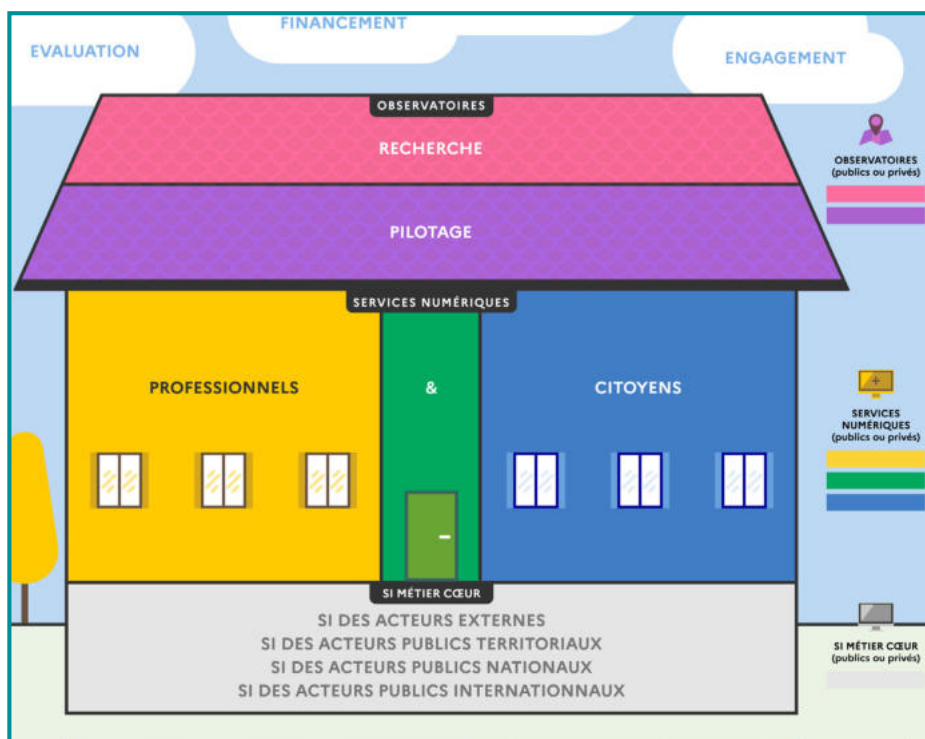 FINANCEMENT
EVALUATION
ENGAGEMENT
OBSERVATOIRES
RECHERCHE
PILOTAGE
SERVICES NUMÉRIQUES
PROFESSIONNELS
&
CITOYENS
SI MÉTIER CŒUR
SI DES ACTEURS EXTERNES
SI DES ACTEURS PUBLICS TERRITORIAUX
SI DES ACTEURS PUBLICS NATIONAUX
SI DES ACTEURS PUBLICS INTERNATIONNAUX
OBSERVATOIRES
(publics ou privés)
SERVICES
NUMÉRIQUES
(publics ou privés)
SI MÉTIER CŒUR
(publics ou privés)